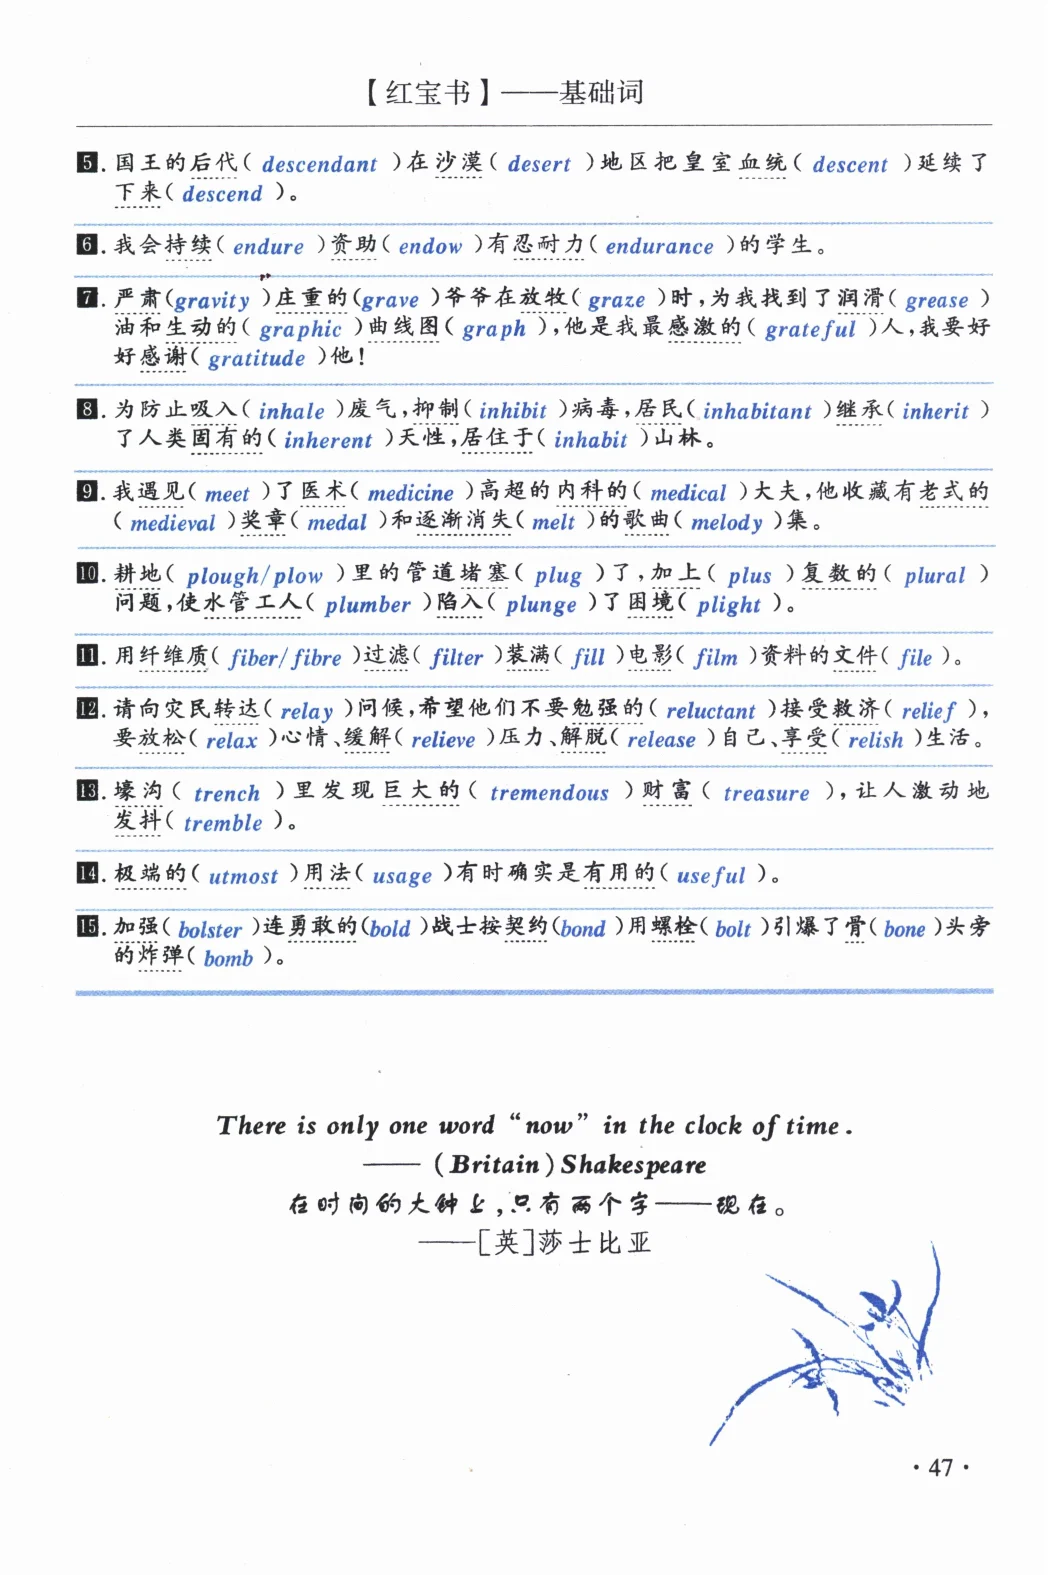 【红宝书】——基础词
5.国王的后代( descendant )在沙漠( desert )地区把皇室血统( descent )延续了
下来( descend )。
6.我会持续( endure )资助( endow )有忍耐力( endurance )的学生。
7.严肃(gravity )庄重的(grave )爷爷在放牧( graze )时,为我找到了润滑( grease )
油和生动的( graphic )曲线图( graph ),他是我最感激的( grateful )人,我要好
好感谢( gratitude )他!
8.为防止吸入( inhale )废气,抑制( inhibit )病毒,居民( inhabitant )继承( inherit )
了人类固有的( inherent )天性,居住于( inhabit )山林。
9.我遇见( meet )了医术( medicine )高超的内科的( medical )大夫,他收藏有老式的
( medieval )奖章( medal )和逐渐消失( melt )的歌曲( melody )集。
10.耕地( plough/plow )里的管道堵塞( plug )了,加上( plus )复数的( plural )
问题,使水管工人( plumber )陷入( plunge )了困境( plight )。
11.用纤维质( fiber/fibre )过滤( filter )装满( fill )电影( film )资料的文件( file )。
12.请向灾民转达( relay )问候,希望他们不要勉强的( reluctant )接受救济( relief ),
要放松( relax )心情、缓解( relieve )压力、解脱( release )自己、享受( relish )生活。
13.壕沟( trench )里发现巨大的( tremendous )财富( treasure ),让人激动地
发抖( tremble )。
14.极端的( utmost )用法( usage )有时确实是有用的( useful )。
15.加强( bolster )连勇敢的(bold )战士按契约(bond )用螺栓( bolt )引爆了骨( bone )头旁
的炸弹( bomb )。
There is only one word “now” in the clock of time.
—— (Britain) Shakespeare
在时间的大钟上,只有两个字——现在。
——[英]莎士比亚
·47·